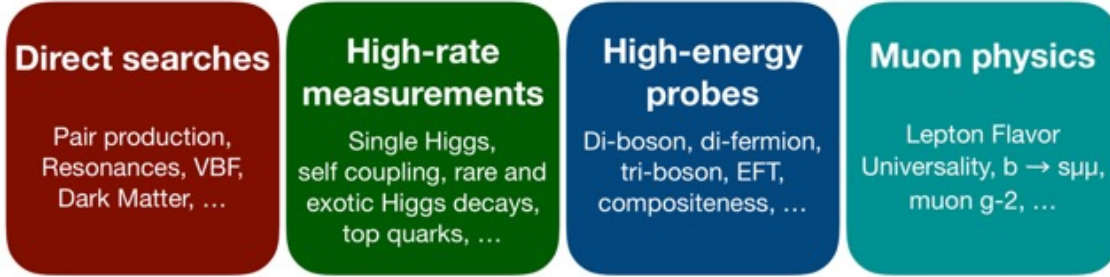 Direct searches
Pair production,
Resonances, VBF,
Dark Matter, ...
High-rate
measurements
Single Higgs,
self coupling, rare and
exotic Higgs decays,
top quarks, ...
High-energy
probes
Di-boson, di-fermion,
tri-boson, EFT,
compositeness, ...
Muon physics
Lepton Flavor
Universality, b → sμμ,
muon g-2, ...